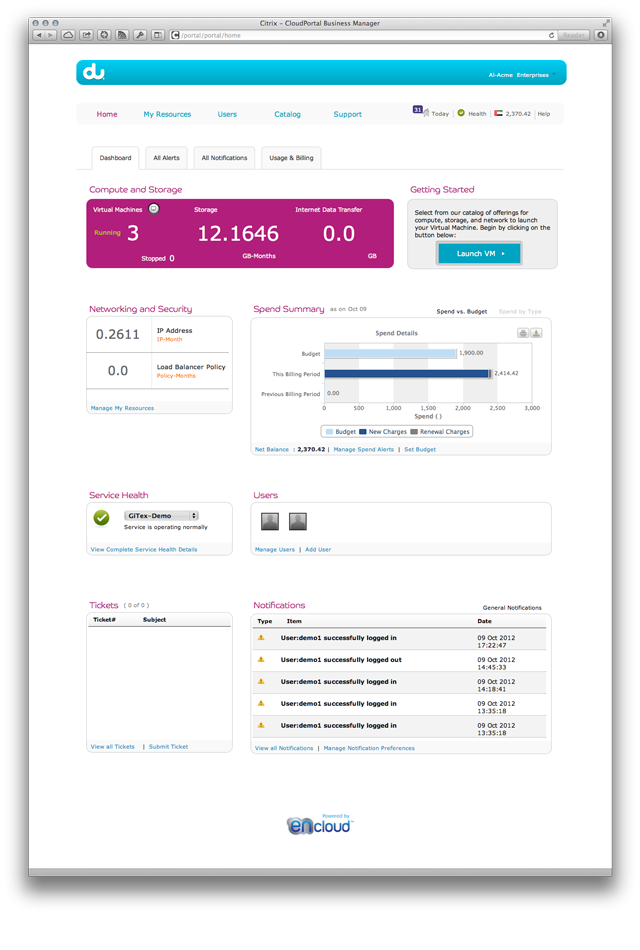 Citrix – CloudPortal Business Manager
/portal/portal/home
Reader
du
Al-Acme Enterprises
Home My Resources Users Catalog Support
31 Today Health 2,370.42 Help
Dashboard All Alerts All Notifications Usage & Billing
Compute and Storage
Virtual Machines Storage Internet Data Transfer
Running 3 12.1646 0.0
Stopped 0 GB-Months GB
Getting Started
Select from our catalog of offerings for
compute, storage, and network to launch
your Virtual Machine. Begin by clicking on the
button below:
Launch VM
Networking and Security
0.2611 IP Address
IP-Month
0.0 Load Balancer Policy
Policy-Months
Manage My Resources
Spend Summary as on Oct 09
Spend vs. Budget Spend by Type
Spend Details
Budget 1,900.00
This Billing Period 2,414.42
Previous Billing Period 0.00
0 500 1,000 1,500 2,000 2,500 3,000
Spend ( )
Budget New Charges Renewal Charges
Net Balance : 2,370.42 | Manage Spend Alerts | Set Budget
Service Health
GITex-Demo
Service is operating normally
View Complete Service Health Details
Users
Manage Users | Add User
Tickets ( 0 of 0 )
Ticket# Subject
View all Tickets | Submit Ticket
Notifications
General Notifications
Type Item Date
User:demo1 successfully logged in 09 Oct 2012
17:22:47
User:demo1 successfully logged out 09 Oct 2012
14:45:33
User:demo1 successfully logged in 09 Oct 2012
14:18:41
User:demo1 successfully logged in 09 Oct 2012
13:35:18
User:demo1 successfully logged in 09 Oct 2012
13:35:18
View all Notifications | Manage Notification Preferences
Powered by
encloud™